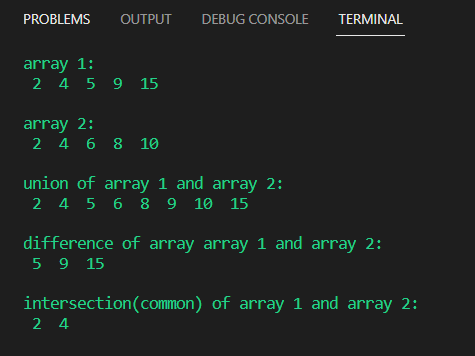 PROBLEMS OUTPUT DEBUG CONSOLE TERMINAL
array 1:
2 4 5 9 15
array 2:
2 4 6 8 10
union of array 1 and array 2:
2 4 5 6 8 9 10 15
difference of array array 1 and array 2:
5 9 15
intersection(common) of array 1 and array 2:
2 4